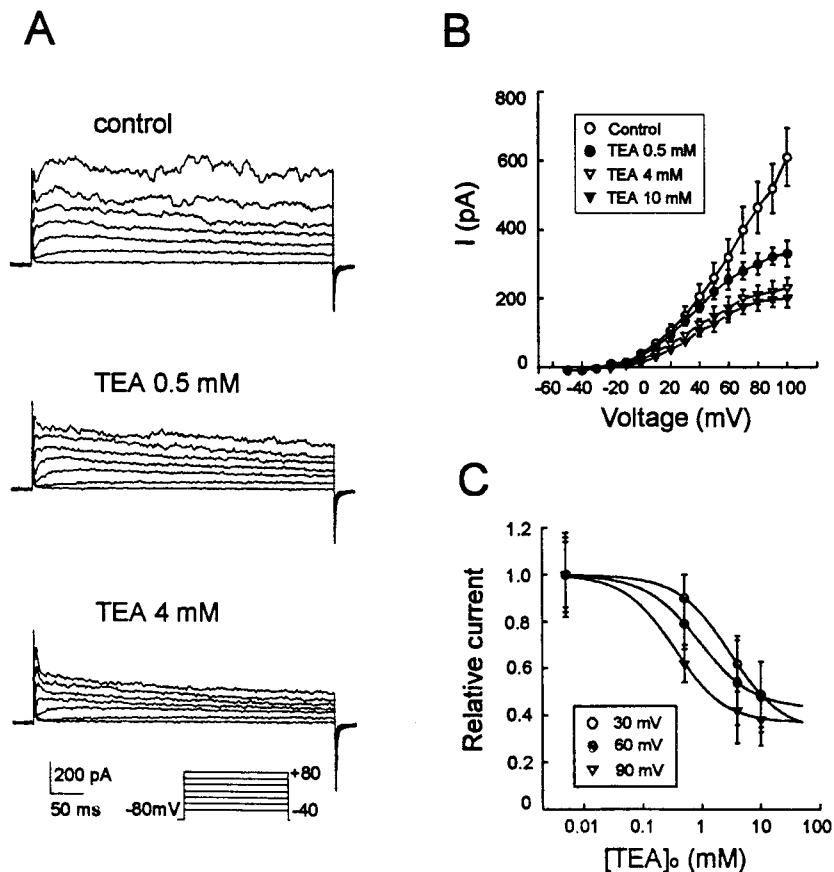 A
control
TEA 0.5 mM
TEA 4 mM
200 pA
50 ms
-80mV
+80
-40
B
I (pA)
800
600
400
200
0
Control
TEA 0.5 mM
TEA 4 mM
TEA 10 mM
-60 -40 -20 0 20 40 60 80 100
Voltage (mV)
C
Relative current
1.2
1.0
0.8
0.6
0.4
0.2
0
30 mV
60 mV
90 mV
0.01 0.1 1 10 100
[TEA]o (mM)